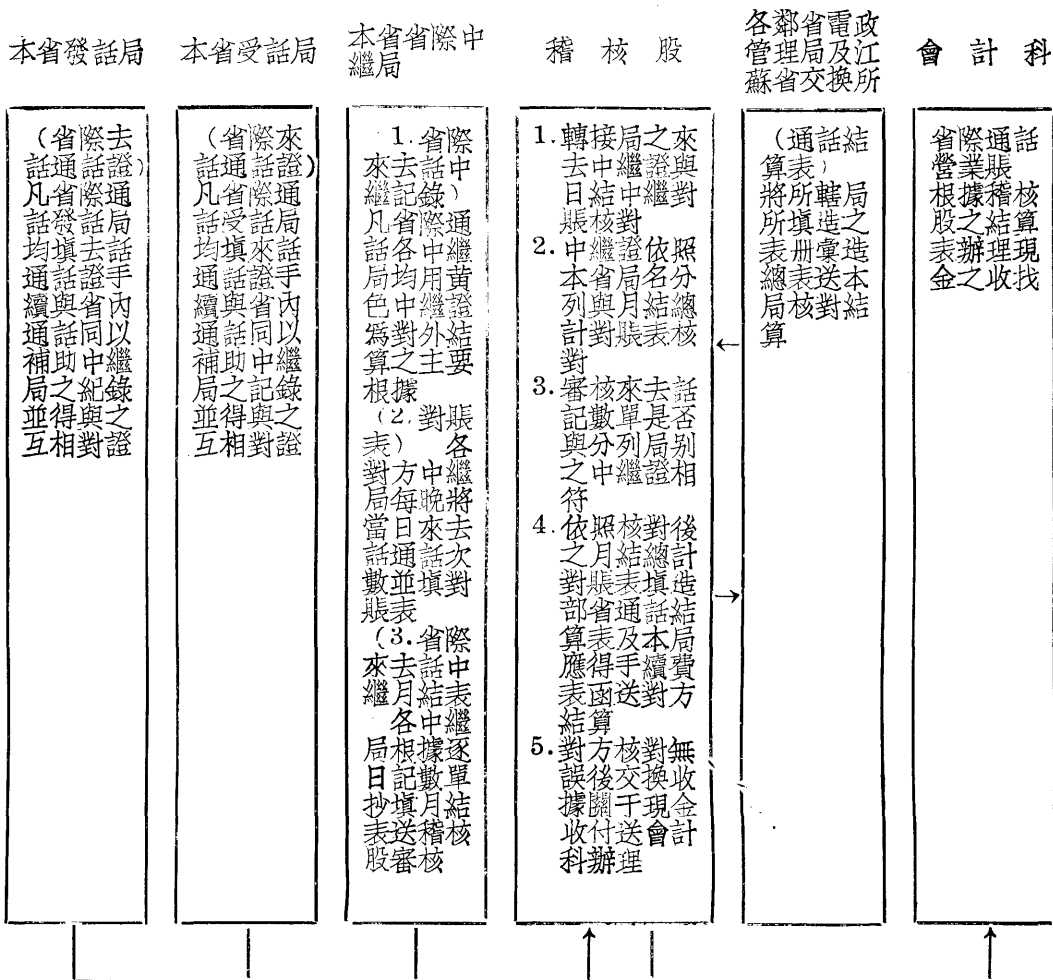 本省發話局
(省際去
話通話證)
凡省際通
話發話局
均填去話
通話證手
續與省內
通話同以
補助中繼
局之紀錄
並得與之
互相對證
本省受話局
(省際來
話通話證)
凡省際通
話受話局
均填來話
通話證手
續與省內
通話同以
補助中繼
局之記錄
並得與之
互相對證
本省省際中
繼局
1.省際
來去話中
繼記錄)
凡省際通
話各中繼
局均用黃
色中繼證
爲對外結
算之主要
根據
(2.對賬
表) 各
對方中繼
局每晚將
當日來去
話通話次
數並填對
賬表
(3.省際
來去話中
繼月結表
各中繼
局根據逐
日記數單
抄填月結
表送稽核
股審核
稽核股
1.轉接局之來
去中繼證與
日結中繼對
賬核對
2.中繼證依照
本省局名分
列與月結總
計對賬表核
對
3.審核來去話
記數單是否
與分列局別
之中繼證相
符
4.依照核對後
之月結總計
對賬表填造
部省通話結
算表及本局
應得手續費
表函送對方
結算
5.對方核對無
誤後交換收
據關于現金
收付送會計
科辦理
各鄰省電政
管理局及江
蘇省交換所
(通話結
算表)
將所轄局
所填造之
表册彙造
總表送本
局核對結
算
會計科
省際通話
營業賬
根據稽核
股之結算
表辦理現
金之收找